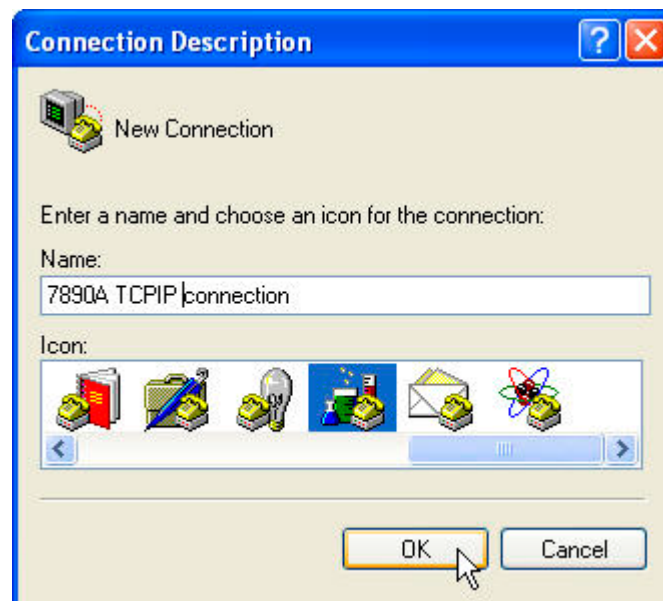 Connection Description
New Connection
Enter a name and choose an icon for the connection:
Name:
7890A TCPIP connection
Icon:
OK Cancel